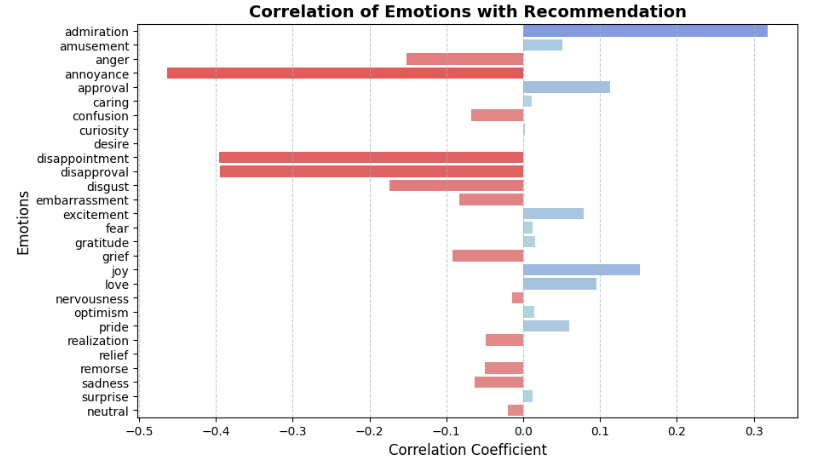 Correlation of Emotions with Recommendation
admiration
amusement
anger
annoyance
approval
caring
confusion
curiosity
desire
disappointment
disapproval
disgust
embarrassment
excitement
fear
gratitude
grief
joy
love
nervousness
optimism
pride
realization
relief
remorse
sadness
surprise
neutral
Emotions
−0.5 −0.4 −0.3 −0.2 −0.1 0.0 0.1 0.2 0.3
Correlation Coefficient